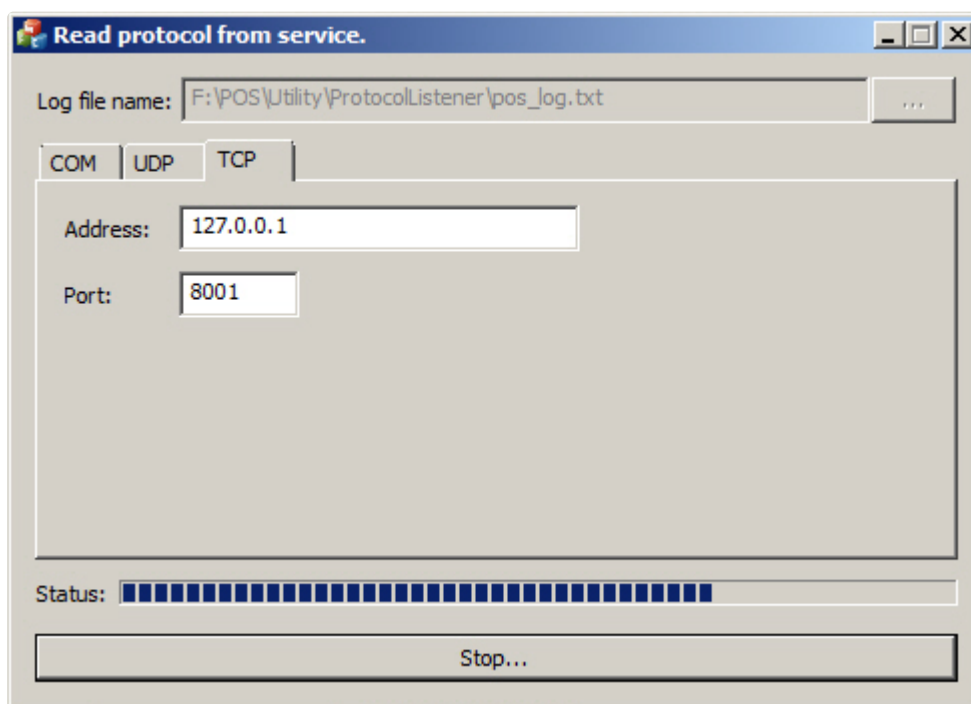 Read protocol from service.
Log file name: F:\POS\Utility\ProtocolListener\pos_log.txt ...
COM UDP TCP
Address: 127.0.0.1
Port: 8001
Status:
Stop...